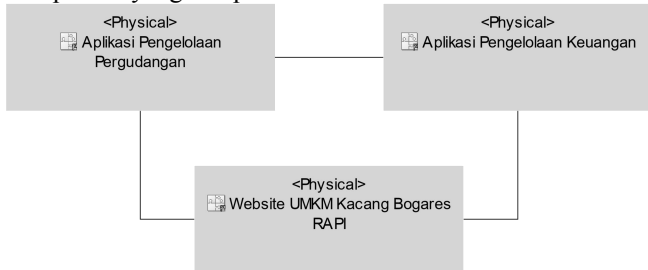 <Physical>
Aplikasi Pengelolaan
Pergudangan
<Physical>
Aplikasi Pengelolaan Keuangan
<Physical>
Website UMKM Kacang Bogares
RAPI